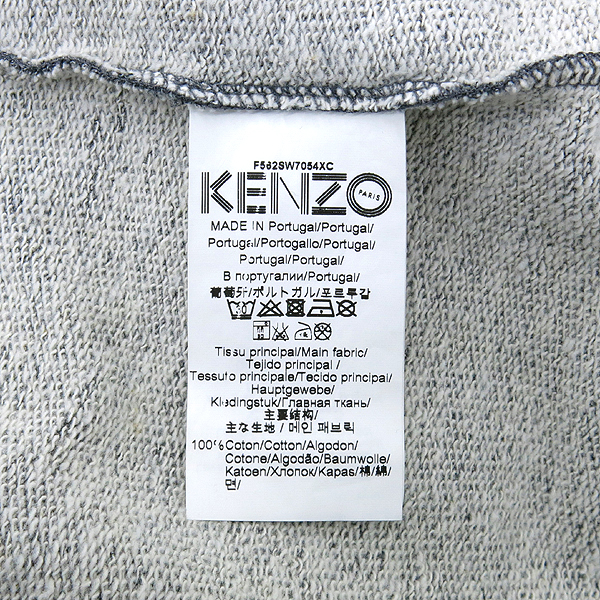 F562SW7054XC
KENZO PARIS
MADE IN Portugal/Portugal/
Portugal/Portogallo/Portugal/
Portugal/Portugal/
В португалии/Portugal/
葡萄牙/ポルトガル/포르투갈
30
Tissu principal/Main fabric/
Tejido principal /
Tessuto principale/Tecido principal/
Hauptgewebe/
Kledingstuk/Главная ткань/
主要结构/
主な生地 / 메인 패브릭
100% Coton/Cotton/Algodon/
Cotone/Algodão/Baumwolle/
Katoen/Хлопок/Kapas/棉/綿/
면/